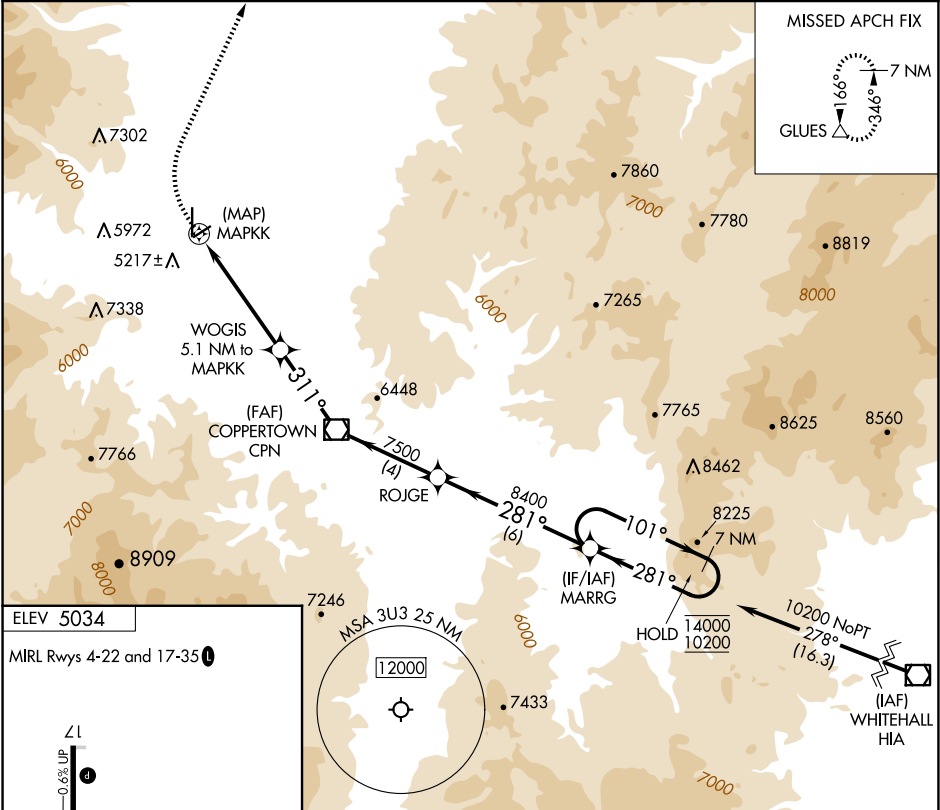 MISSED APCH FIX
7 NM
166°
346°
GLUES
7302
6000
7860
7000
7780
(MAP)
MAPKK
5972
5217±
8819
8000
7338
7265
6000
6000
WOGIS
5.1 NM to
MAPKK
311°
6448
(FAF)
COPPERTOWN
CPN
7765
8625
8560
7500
(4)
7766
ROJGE
8462
8400
281°
(6)
7000
101°
8225
7 NM
8909
8000
(IF/IAF)
MARRG
281°
HOLD
14000
10200
10200 NoPT
278°
(16.3)
(IAF)
WHITEHALL
HIA
7246
6000
MSA 3U3 25 NM
12000
7433
7000
ELEV 5034
MIRL Rwys 4-22 and 17-35 L
17
0.6% UP
P